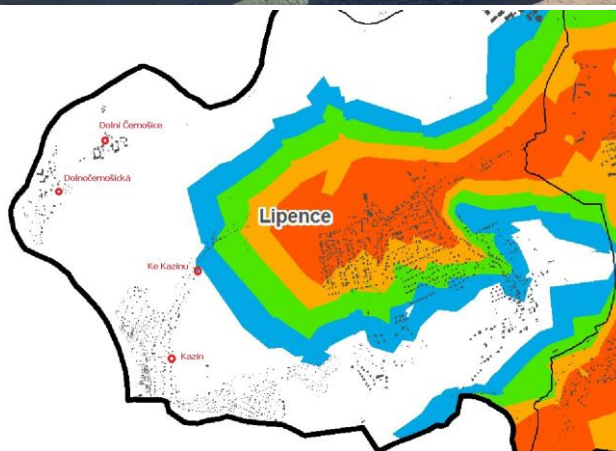 Dolní Černošice
Dolnočernošická
Lipence
Ke Kazínu
Kazín